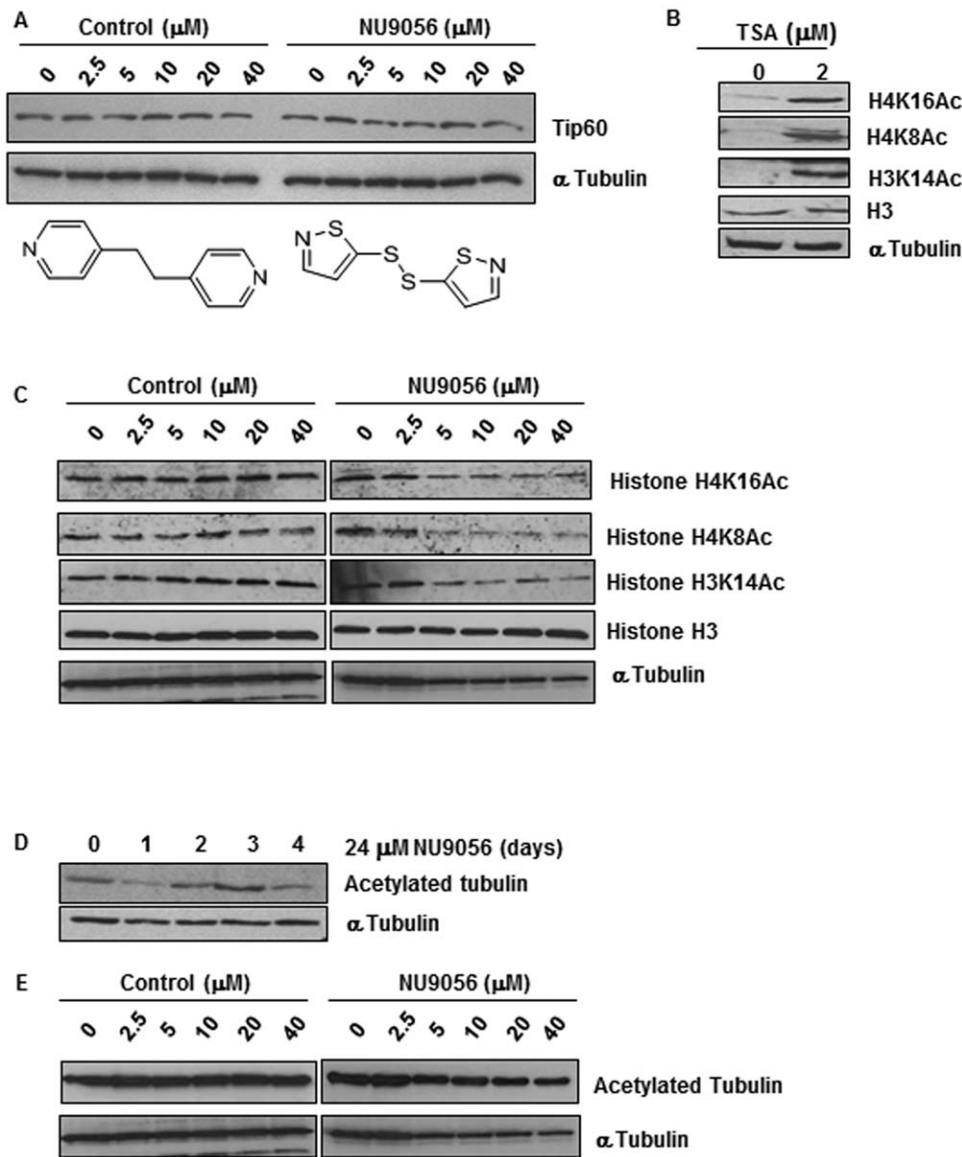 A
Control (µM) NU9056 (µM)
0 2.5 5 10 20 40 0 2.5 5 10 20 40
Tip60
α Tubulin
N N N S S S S N
B
TSA (µM)
0 2
H4K16Ac
H4K8Ac
H3K14Ac
H3
α Tubulin
C
Control (µM) NU9056 (µM)
0 2.5 5 10 20 40 0 2.5 5 10 20 40
Histone H4K16Ac
Histone H4K8Ac
Histone H3K14Ac
Histone H3
α Tubulin
D
0 1 2 3 4 24 µM NU9056 (days)
Acetylated tubulin
α Tubulin
E
Control (µM) NU9056 (µM)
0 2.5 5 10 20 40 0 2.5 5 10 20 40
Acetylated Tubulin
α Tubulin